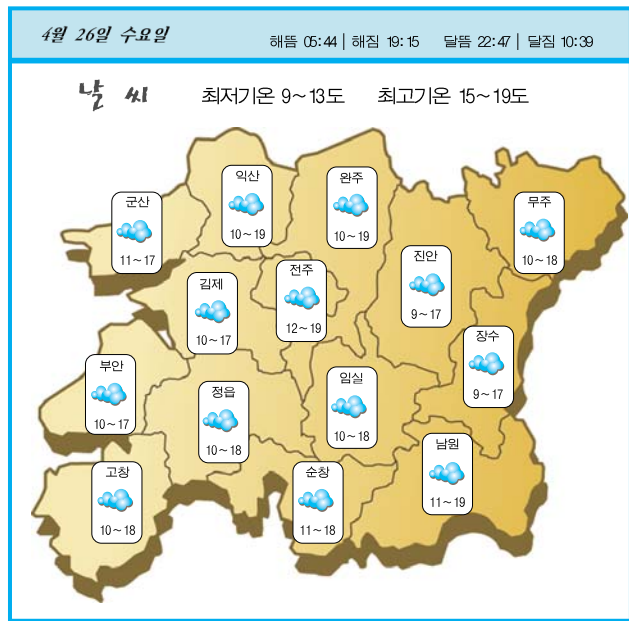 4월 26일 수요일
해뜸 05:44 | 해짐 19:15 달뜸 22:47 | 달짐 10:39
날 씨 최저기온 9~13도 최고기온 15~19도
익산
10~19
완주
10~19
군산
11~17
무주
10~18
진안
9~17
전주
12~19
김제
10~17
장수
9~17
부안
10~17
임실
10~18
정읍
10~18
남원
11~19
고창
10~18
순창
11~18